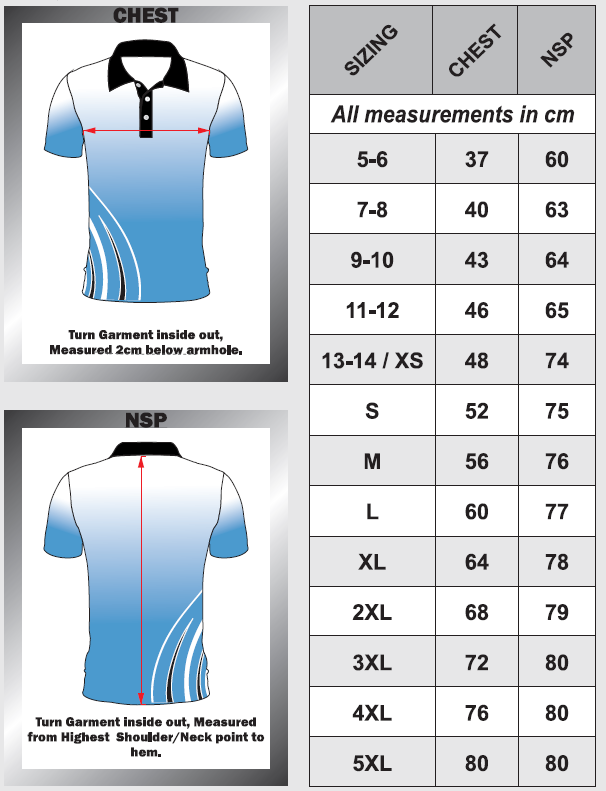 CHEST
Turn Garment inside out,
Measured 2cm below armhole.
NSP
Turn Garment inside out, Measured
from Highest Shoulder/Neck point to
hem.
SIZING CHEST NSP
All measurements in cm
5-6 37 60
7-8 40 63
9-10 43 64
11-12 46 65
13-14 / XS 48 74
S 52 75
M 56 76
L 60 77
XL 64 78
2XL 68 79
3XL 72 80
4XL 76 80
5XL 80 80